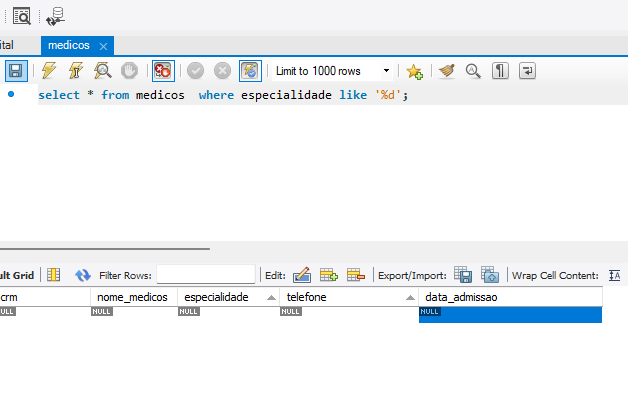 ital medicos ×
Limit to 1000 rows
select * from medicos  where especialidade like '%d';
ult Grid Filter Rows: Edit: Export/Import: Wrap Cell Content: IA
crm nome_medicos especialidade telefone data_admissao
NULL NULL NULL NULL NULL